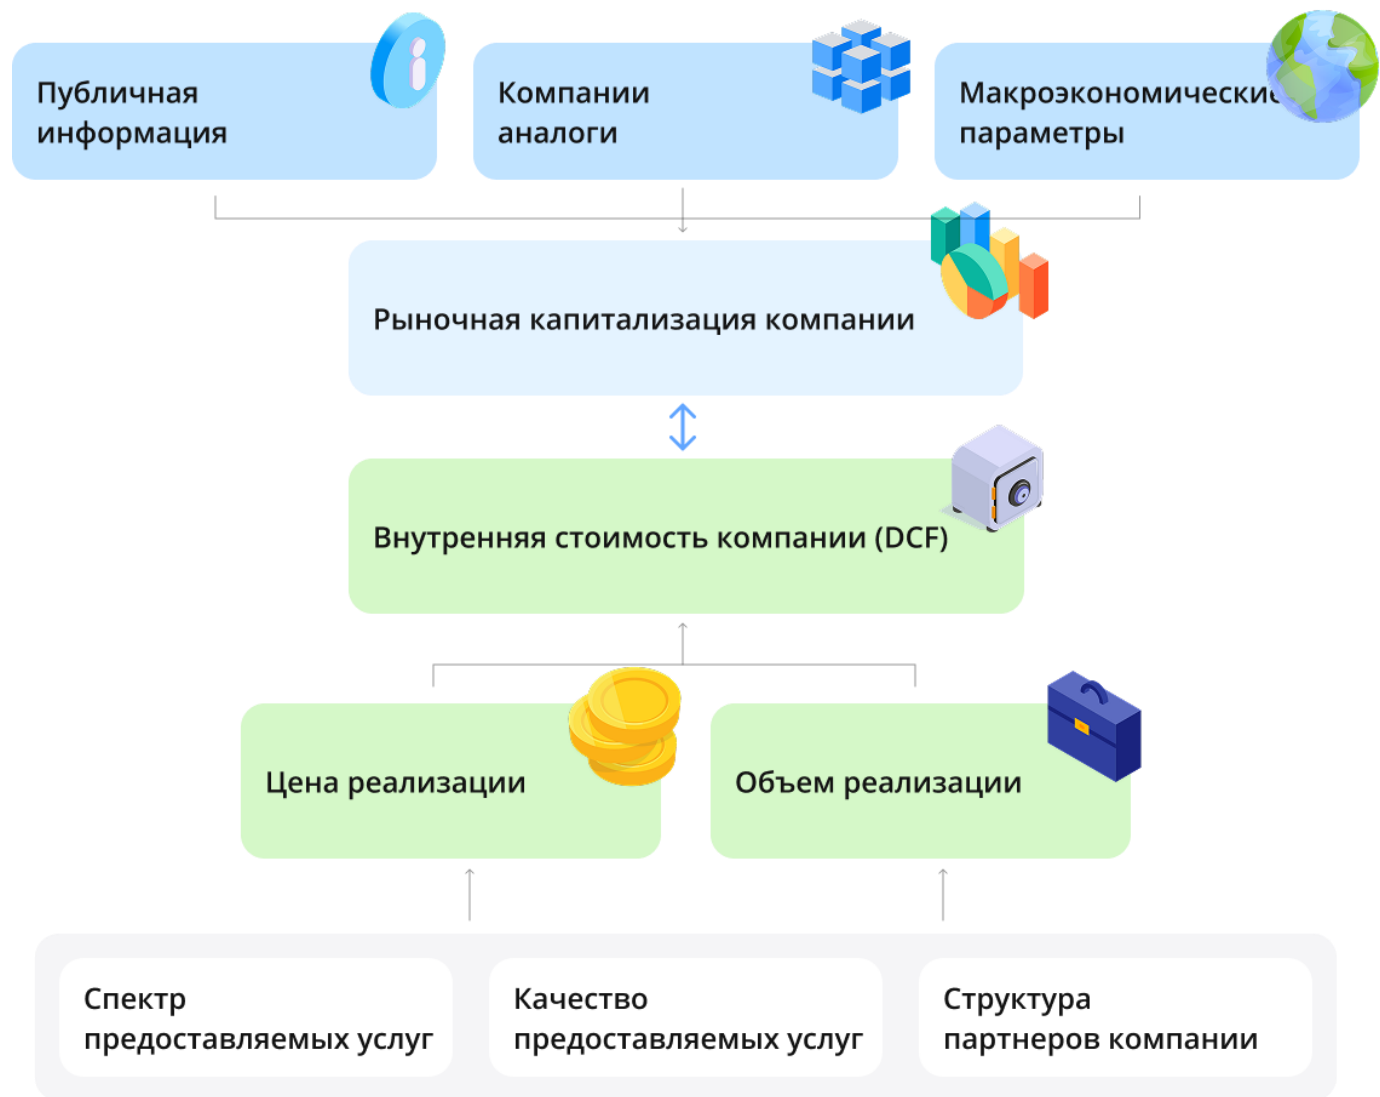 Публичная
информация
Компании
аналоги
Макроэкономические
параметры
Рыночная капитализация компании
Внутренняя стоимость компании (DCF)
Цена реализации
Объем реализации
Спектр
предоставляемых услуг
Качество
предоставляемых услуг
Структура
партнеров компании